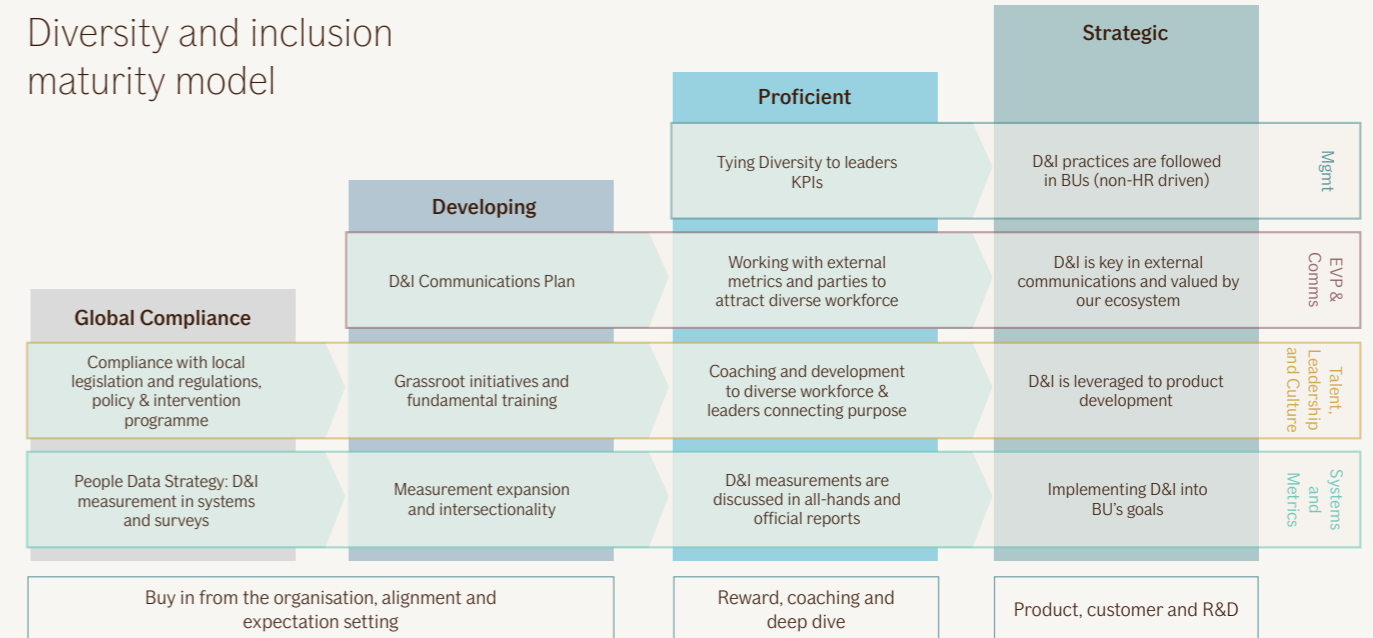 Diversity and inclusion
maturity model
Strategic
Proficient
Tying Diversity to leaders
KPIs
D&I practices are followed
in BUs (non-HR driven)
Mgmt
Developing
D&I Communications Plan
Working with external
metrics and parties to
attract diverse workforce
D&I is key in external
communications and valued by
our ecosystem
EVP &
Comms
Global Compliance
Compliance with local
legislation and regulations,
policy & intervention
programme
Grassroot initiatives and
fundamental training
Coaching and development
to diverse workforce &
leaders connecting purpose
D&I is leveraged to product
development
Talent,
Leadership
and Culture
People Data Strategy: D&I
measurement in systems
and surveys
Measurement expansion
and intersectionality
D&I measurements are
discussed in all-hands and
official reports
Implementing D&I into
BU's goals
Systems
and
Metrics
Buy in from the organisation, alignment and
expectation setting
Reward, coaching and
deep dive
Product, customer and R&D